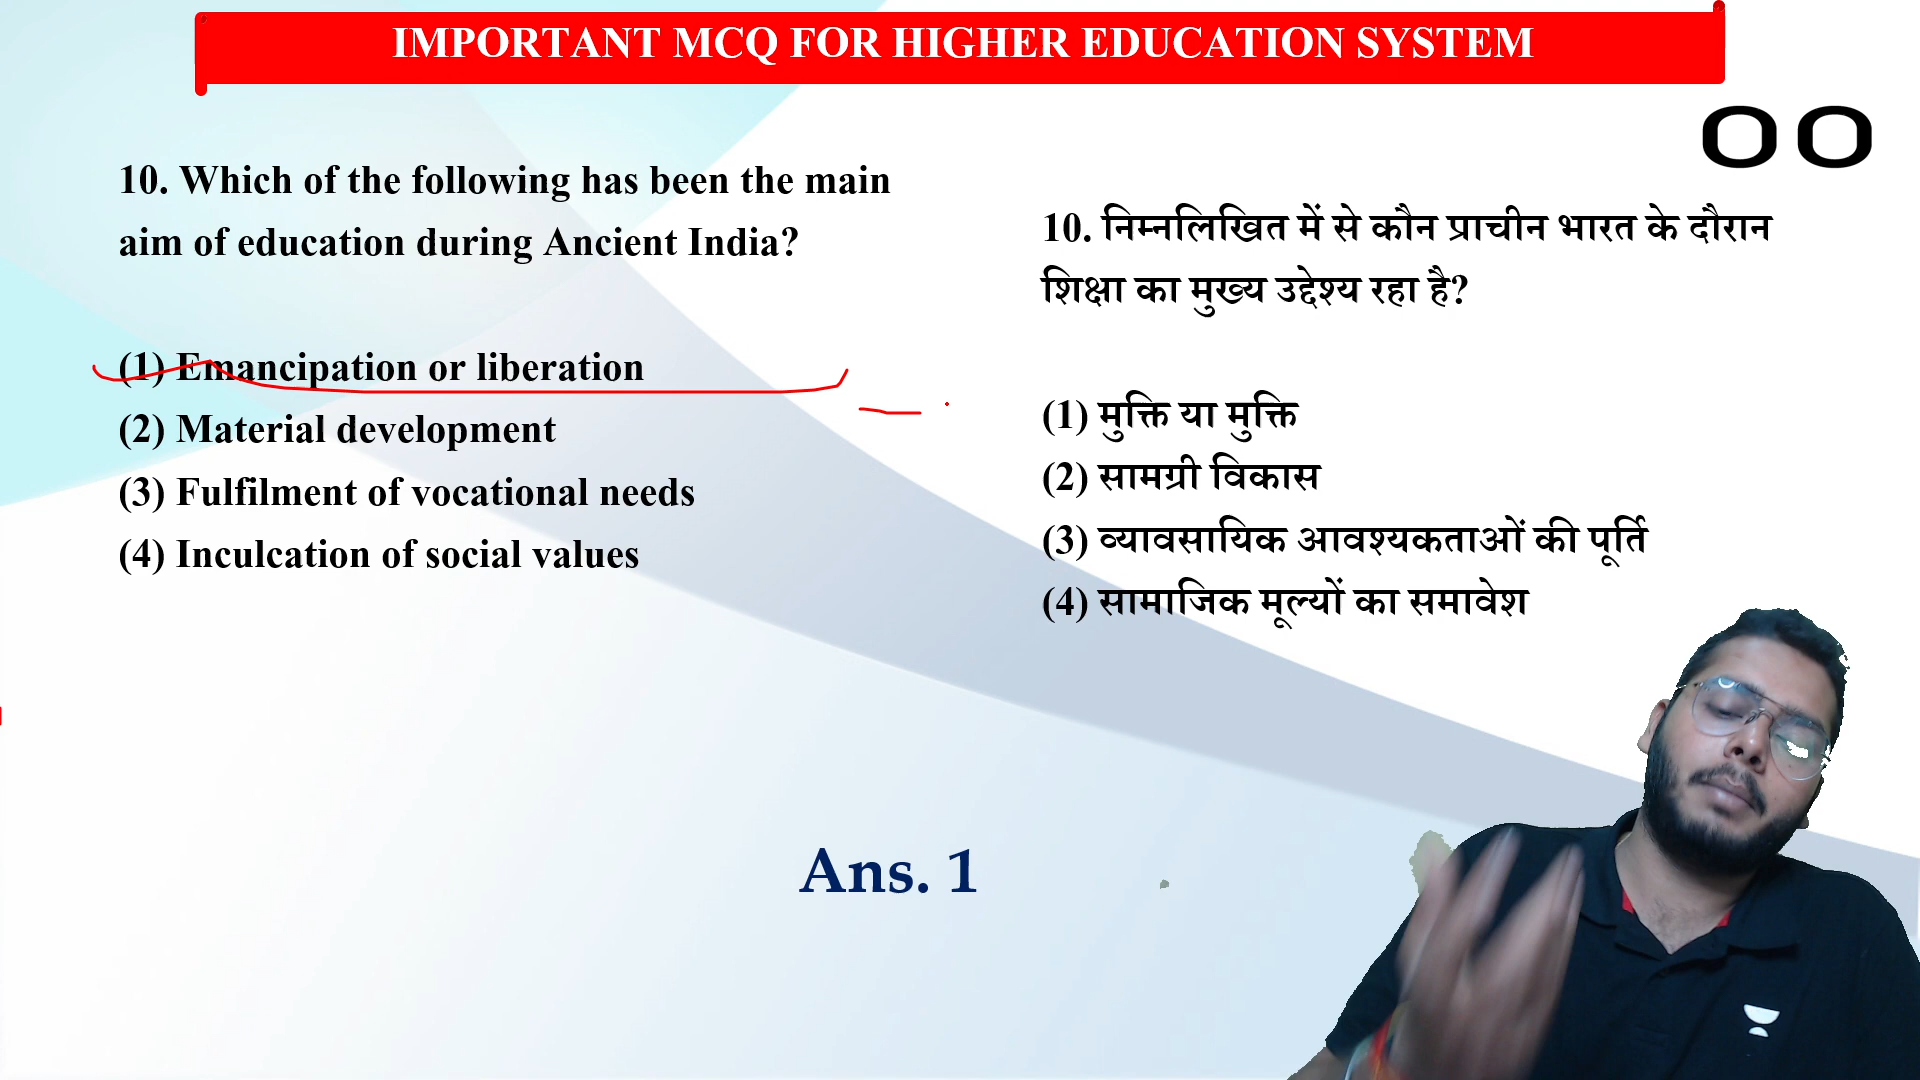 IMPORTANT MCQ FOR HIGHER EDUCATION SYSTEM
00
10. Which of the following has been the main
aim of education during Ancient India?
(1) Emancipation or liberation
(2) Material development
(3) Fulfilment of vocational needs
(4) Inculcation of social values
10. निम्नलिखित में से कौन प्राचीन भारत के दौरान
शिक्षा का मुख्य उद्देश्य रहा है?
(1) मुक्ति या मुक्ति
(2) सामग्री विकास
(3) व्यावसायिक आवश्यकताओं की पूर्ति
(4) सामाजिक मूल्यों का समावेश
Ans. 1